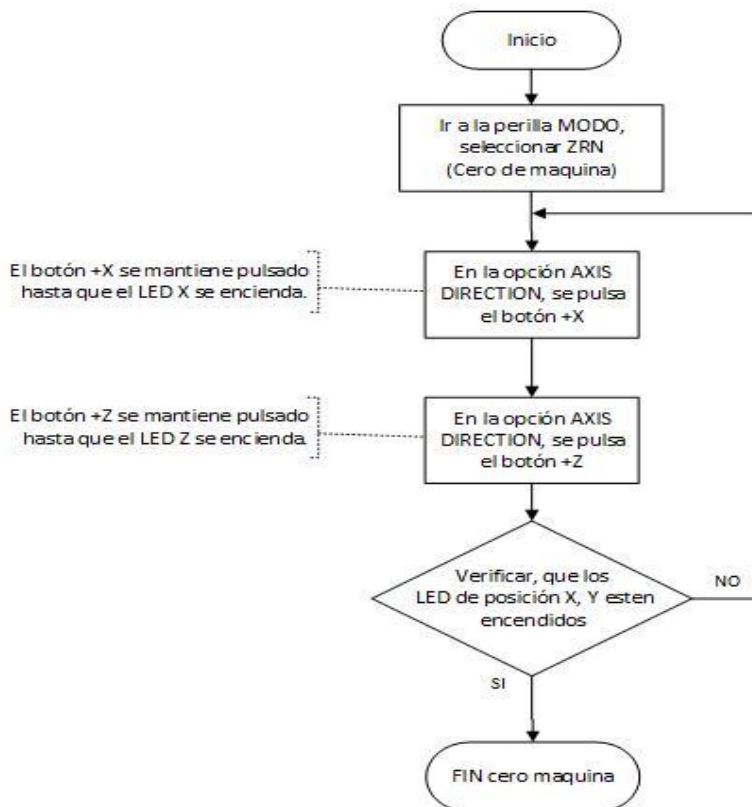 Inicio
Ir a la perilla MODO,
seleccionar ZRN
(Cero de maquina)
El botón +X se mantiene pulsado
hasta que el LED X se encienda.
En la opción AXIS
DIRECTION, se pulsa
el botón +X
El botón +Z se mantiene pulsado
hasta que el LED Z se encienda.
En la opción AXIS
DIRECTION, se pulsa
el botón +Z
Verificar, que los
LED de posición X, Y esten
encendidos
NO
SI
FIN cero maquina